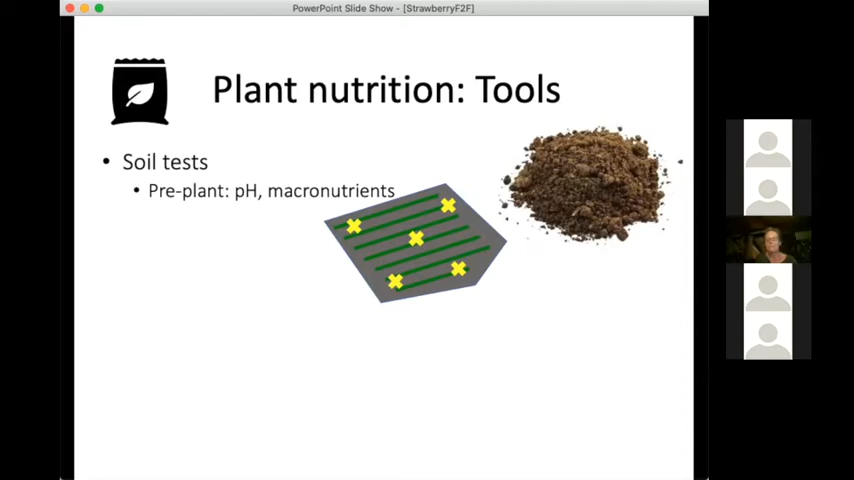 PowerPoint Slide Show - [StrawberryF2F]
Plant nutrition: Tools
• Soil tests
• Pre-plant: pH, macronutrients